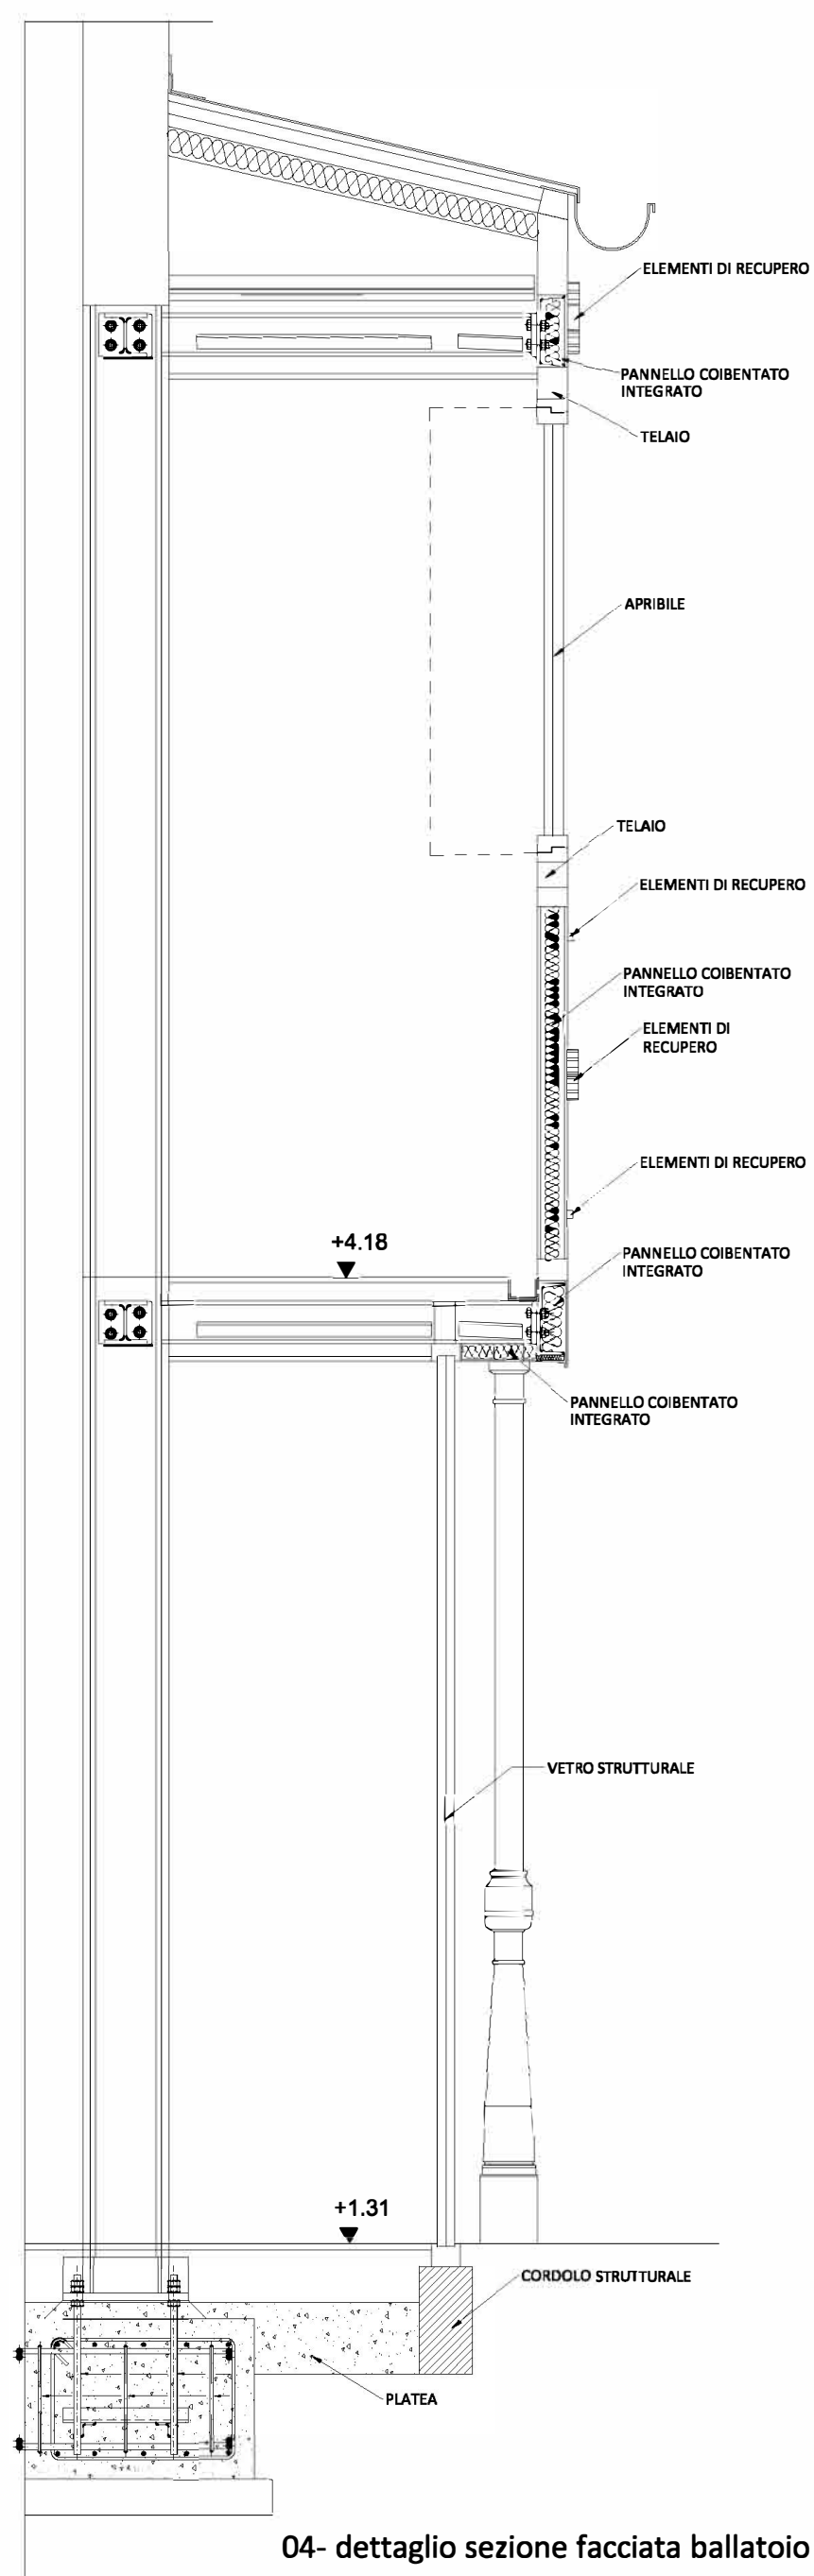 ELEMENTI DI RECUPERO
PANNELLO COIBENTATO
INTEGRATO
TELAIO
APRIBILE
TELAIO
ELEMENTI DI RECUPERO
PANNELLO COIBENTATO
INTEGRATO
ELEMENTI DI
RECUPERO
ELEMENTI DI RECUPERO
+4.18
PANNELLO COIBENTATO
INTEGRATO
PANNELLO COIBENTATO
INTEGRATO
VETRO STRUTTURALE
+1.31
CORDOLO STRUTTURALE
PLATEA
04- dettaglio sezione facciata ballatoio